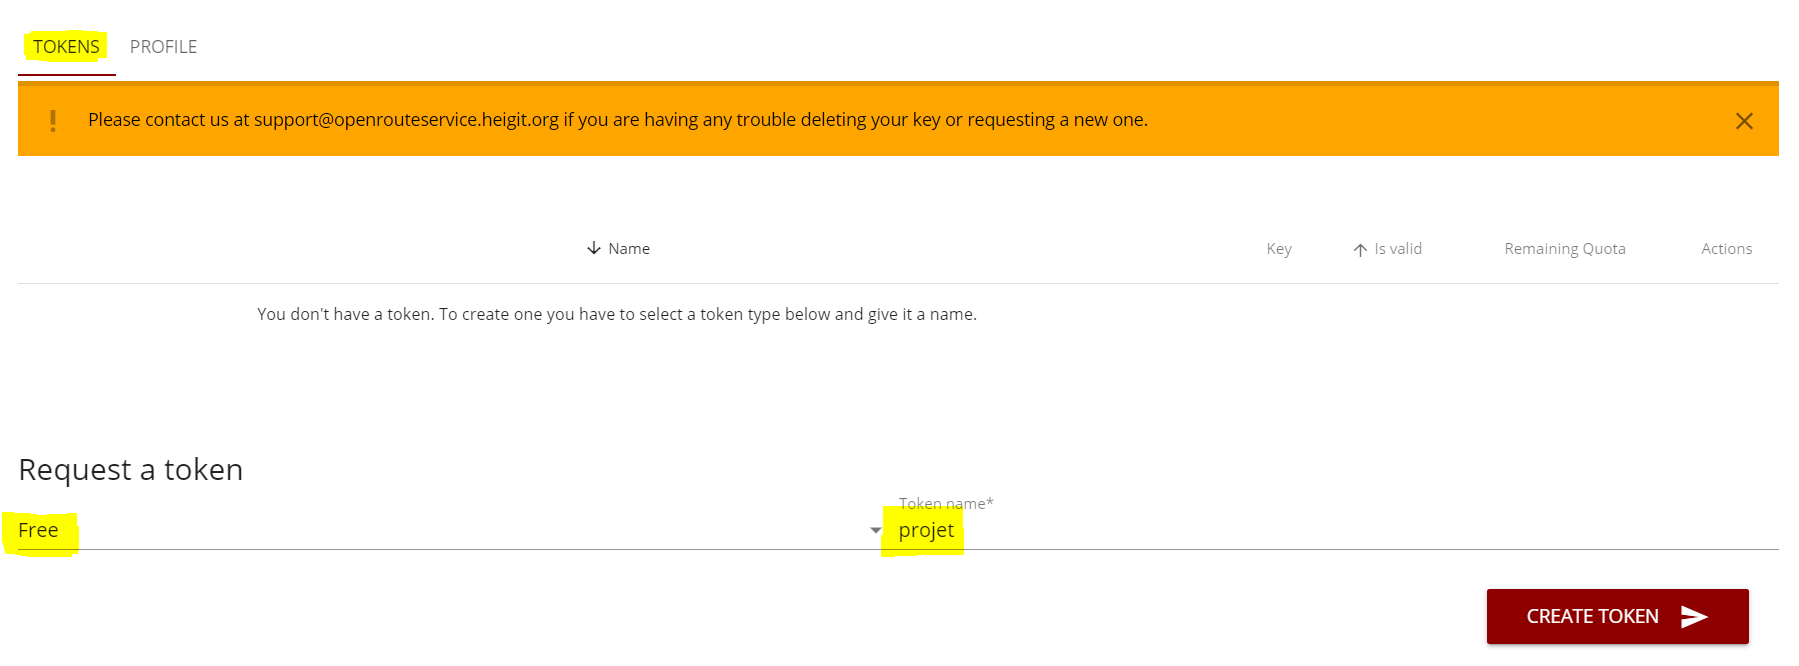 TOKENS PROFILE
Please contact us at support@openrouteservice.heigit.org if you are having any trouble deleting your key or requesting a new one.
Name Key Is valid Remaining Quota Actions
You don't have a token. To create one you have to select a token type below and give it a name.
Request a token
Token name*
Free projet
CREATE TOKEN